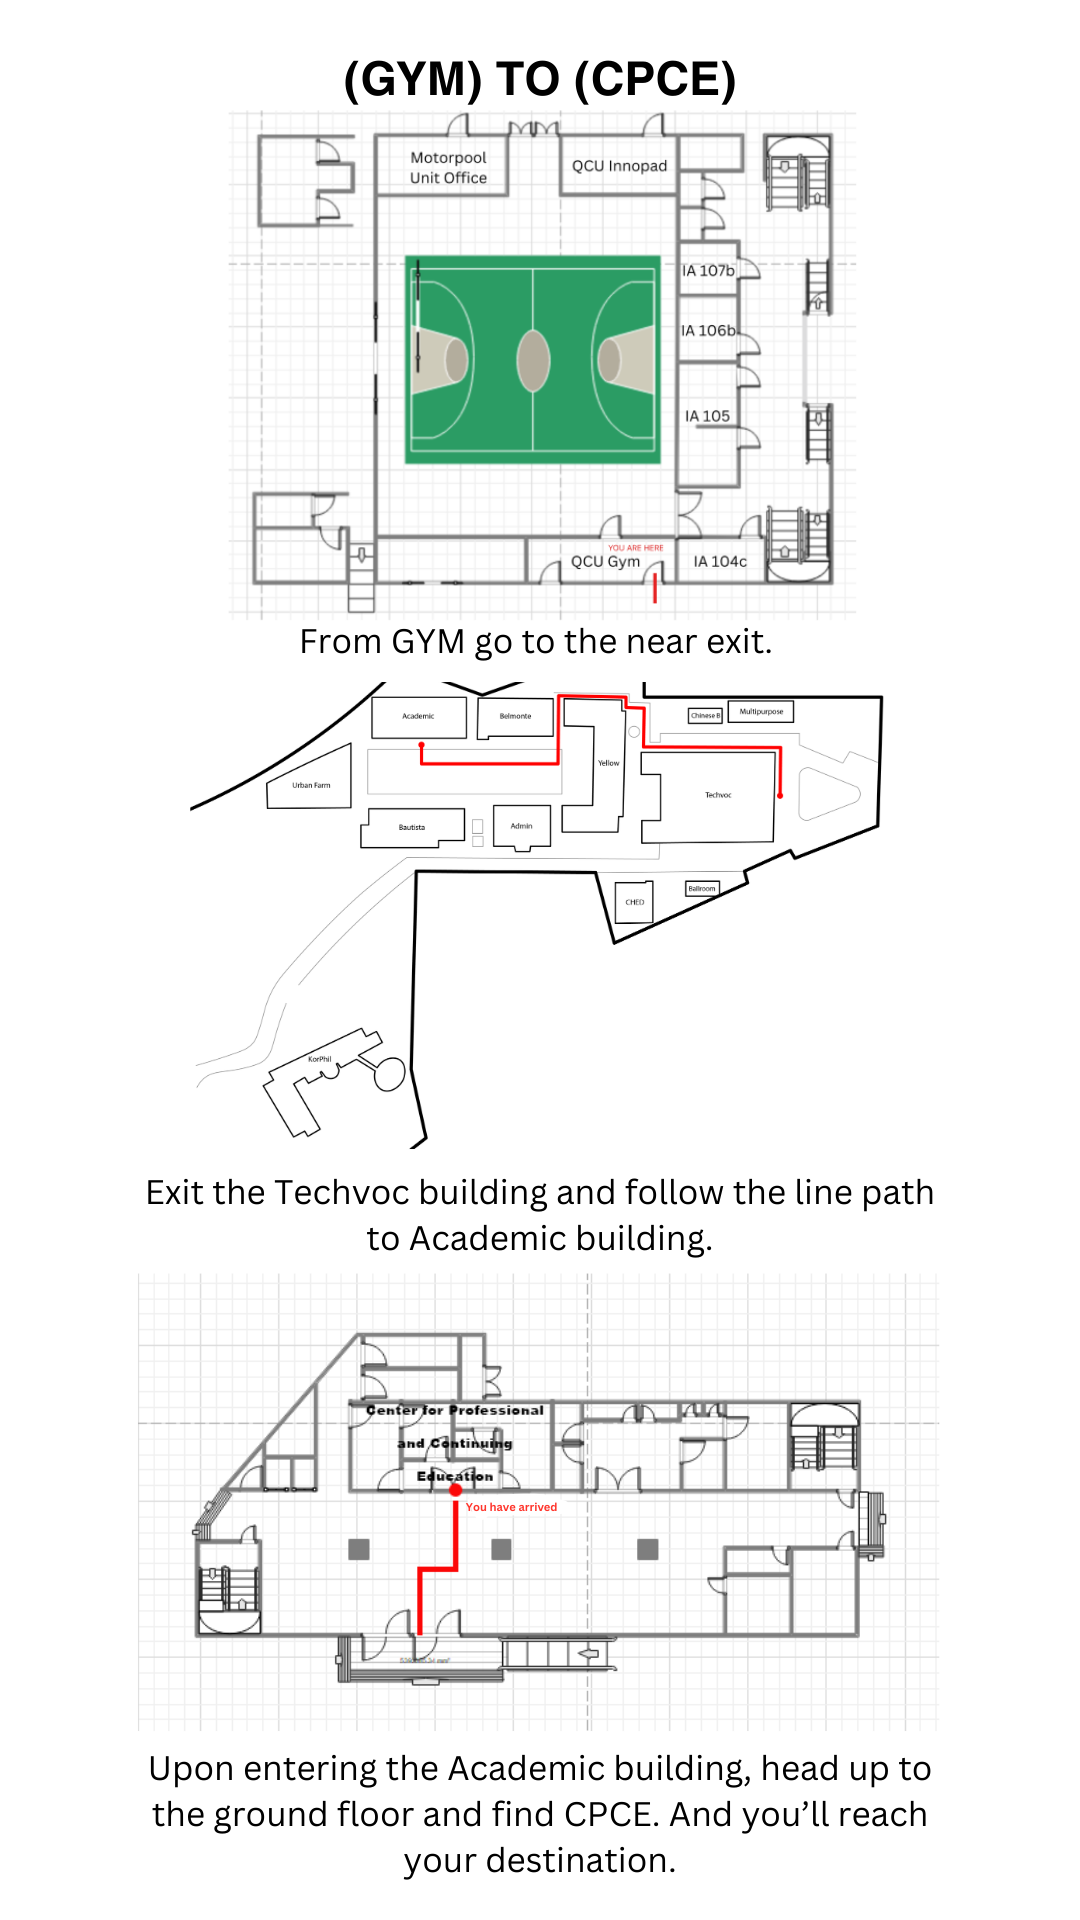 (GYM) TO (CPCE)
Motorpool
Unit Office
QCU Innopad
IA 107b
IA 106b
IA 105
YOU ARE HERE
QCU Gym
IA 104c
From GYM go to the near exit.
Academic
Belmonte
Chinese B
Multipurpose
Yellow
Urban Farm
Techvoc
Bautista
Admin
CHED
Ballroom
KorPhil
Exit the Techvoc building and follow the line path
to Academic building.
Center for Professional
and Continuing
Education
You have arrived
Upon entering the Academic building, head up to
the ground floor and find CPCE. And you’ll reach
your destination.